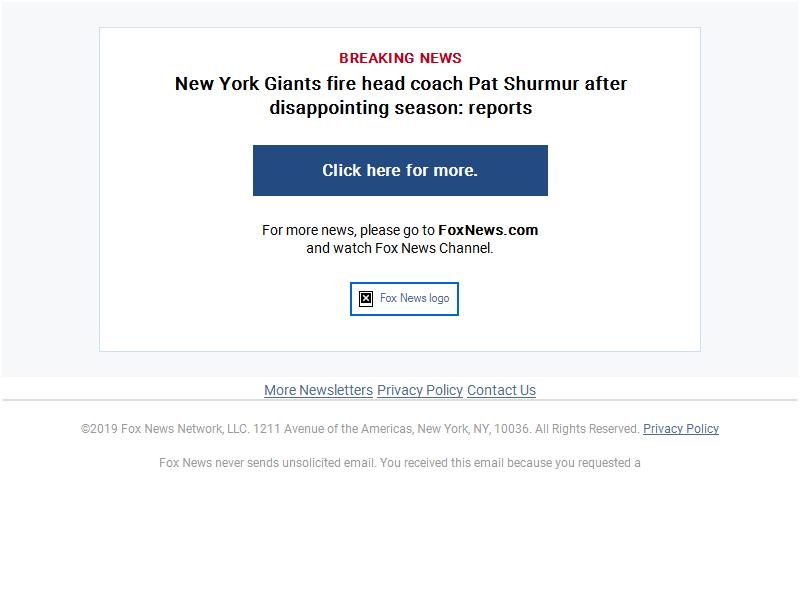 BREAKING NEWS
New York Giants fire head coach Pat Shurmur after
disappointing season: reports
Click here for more.
For more news, please go to FoxNews.com
and watch Fox News Channel.
Fox News logo
More Newsletters Privacy Policy Contact Us
©2019 Fox News Network, LLC. 1211 Avenue of the Americas, New York, NY, 10036. All Rights Reserved. Privacy Policy
Fox News never sends unsolicited email. You received this email because you requested a